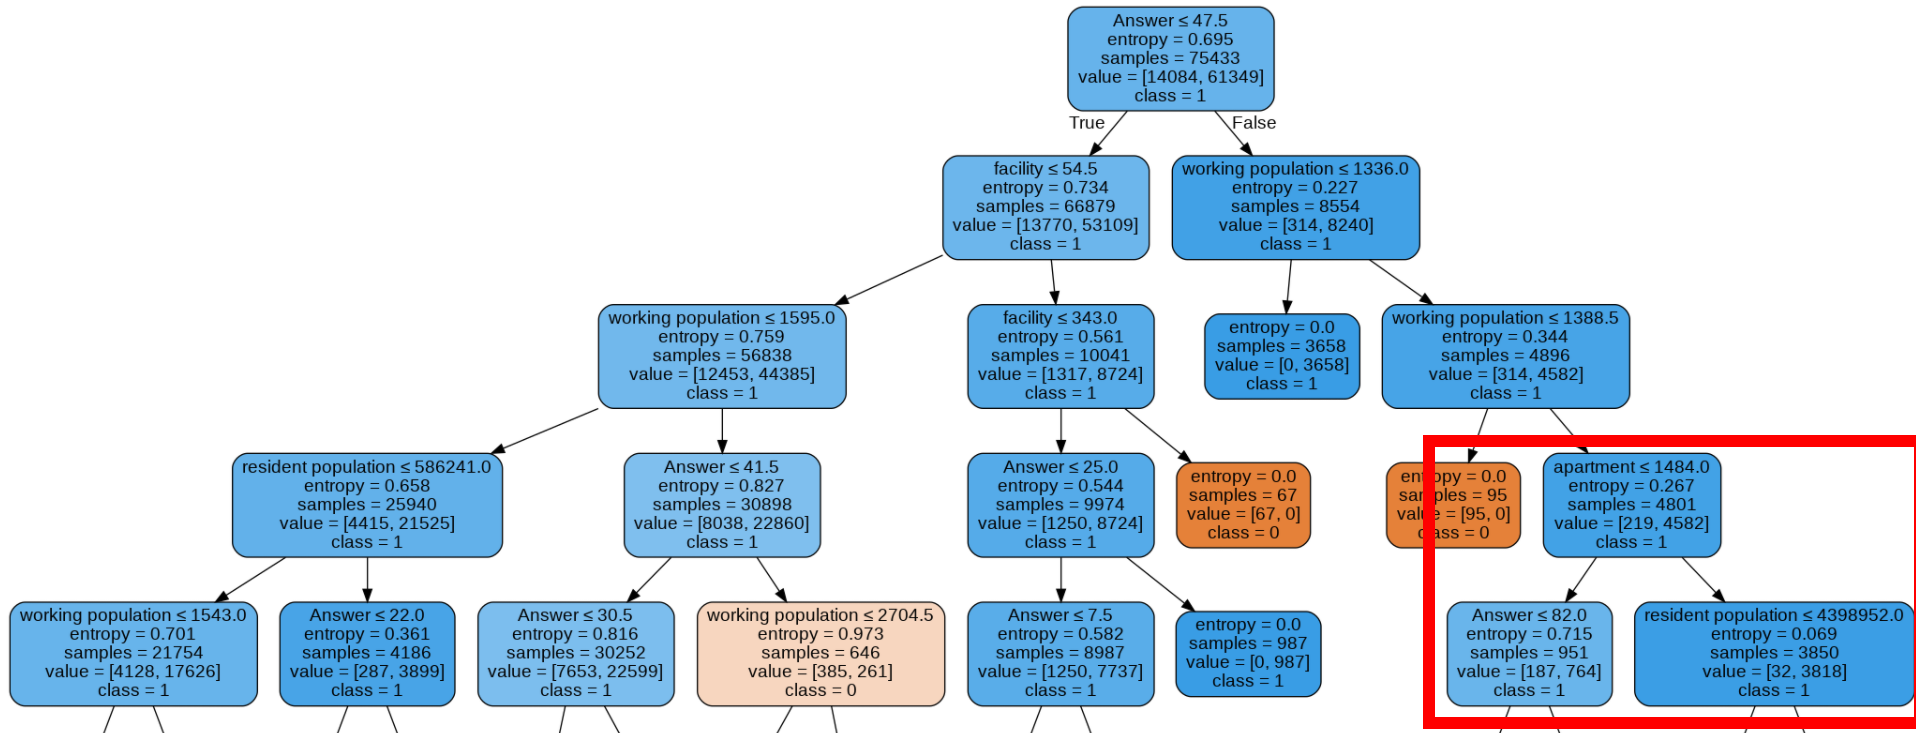 Answer ≤ 47.5
entropy = 0.695
samples = 75433
value = [14084, 61349]
class = 1
True
False
facility ≤ 54.5
entropy = 0.734
samples = 66879
value = [13770, 53109]
class = 1
working population ≤ 1336.0
entropy = 0.227
samples = 8554
value = [314, 8240]
class = 1
working population ≤ 1595.0
entropy = 0.759
samples = 56838
value = [12453, 44385]
class = 1
facility ≤ 343.0
entropy = 0.561
samples = 10041
value = [1317, 8724]
class = 1
entropy = 0.0
samples = 3658
value = [0, 3658]
class = 1
working population ≤ 1388.5
entropy = 0.344
samples = 4896
value = [314, 4582]
class = 1
resident population ≤ 586241.0
entropy = 0.658
samples = 25940
value = [4415, 21525]
class = 1
Answer ≤ 41.5
entropy = 0.827
samples = 30898
value = [8038, 22860]
class = 1
Answer ≤ 25.0
entropy = 0.544
samples = 9974
value = [1250, 8724]
class = 1
entropy = 0.0
samples = 67
value = [67, 0]
class = 0
entropy = 0.0
samples = 95
value = [95, 0]
class = 0
apartment ≤ 1484.0
entropy = 0.267
samples = 4801
value = [219, 4582]
class = 1
working population ≤ 1543.0
entropy = 0.701
samples = 21754
value = [4128, 17626]
class = 1
Answer ≤ 22.0
entropy = 0.361
samples = 4186
value = [287, 3899]
class = 1
Answer ≤ 30.5
entropy = 0.816
samples = 30252
value = [7653, 22599]
class = 1
working population ≤ 2704.5
entropy = 0.973
samples = 646
value = [385, 261]
class = 0
Answer ≤ 7.5
entropy = 0.582
samples = 8987
value = [1250, 7737]
class = 1
entropy = 0.0
samples = 987
value = [0, 987]
class = 1
Answer ≤ 82.0
entropy = 0.715
samples = 951
value = [187, 764]
class = 1
resident population ≤ 4398952.0
entropy = 0.069
samples = 3850
value = [32, 3818]
class = 1